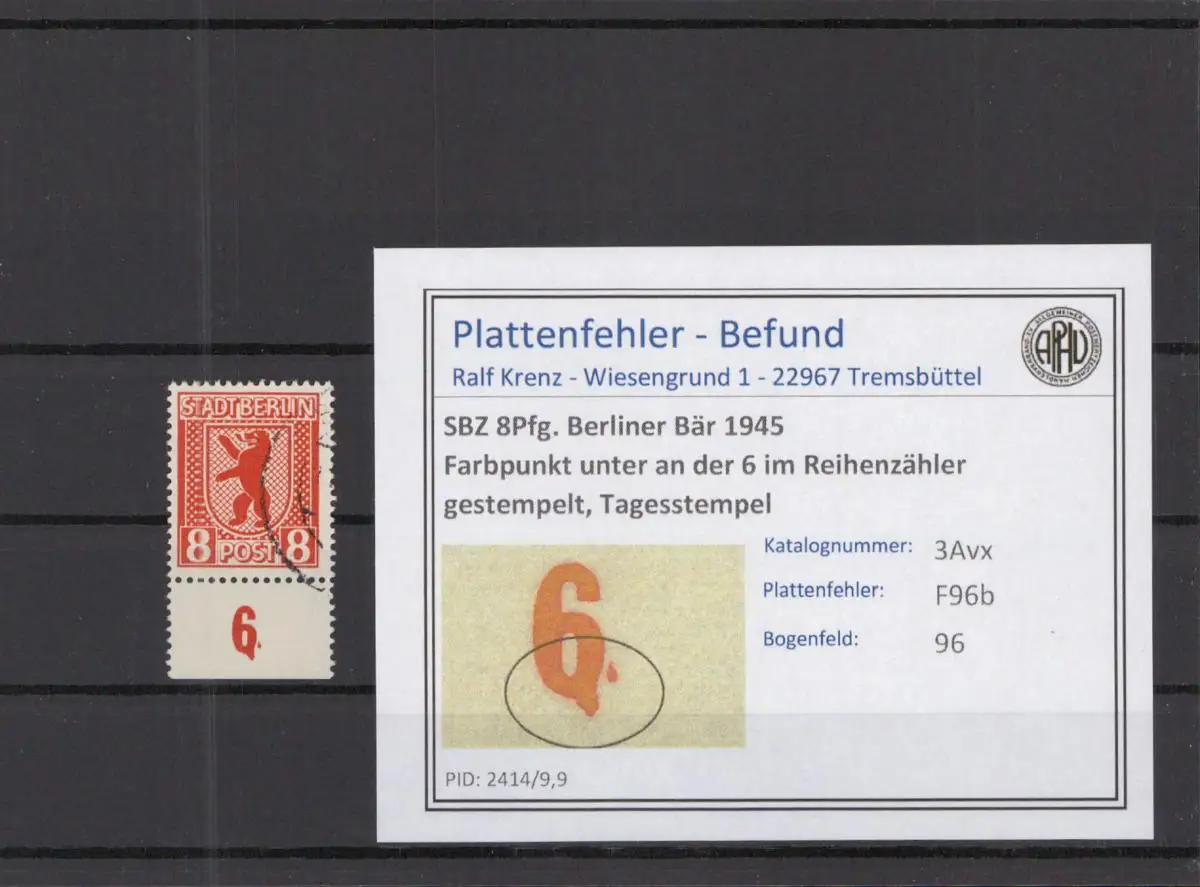 STADTBERLIN
8 POST 8
6
Plattenfehler - Befund
Ralf Krenz - Wiesengrund 1 - 22967 Tremsbüttel
APHV
SBZ 8Pfg. Berliner Bär 1945
Farbpunkt unter an der 6 im Reihenzähler
gestempelt, Tagesstempel
6
Katalognummer: 3Avx
Plattenfehler: F96b
Bogenfeld: 96
PID: 2414/9,9